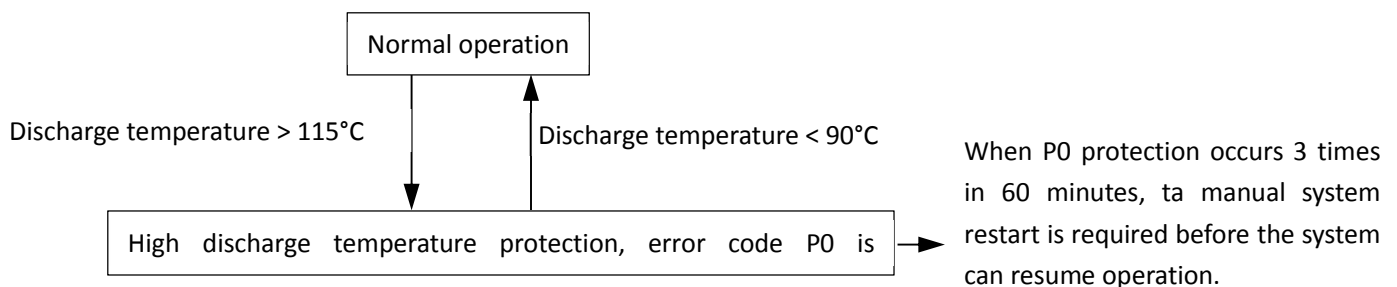 Normal operation
Discharge temperature > 115°C
Discharge temperature < 90°C
High discharge temperature protection, error code P0 is
When P0 protection occurs 3 times
in 60 minutes, ta manual system
restart is required before the system
can resume operation.